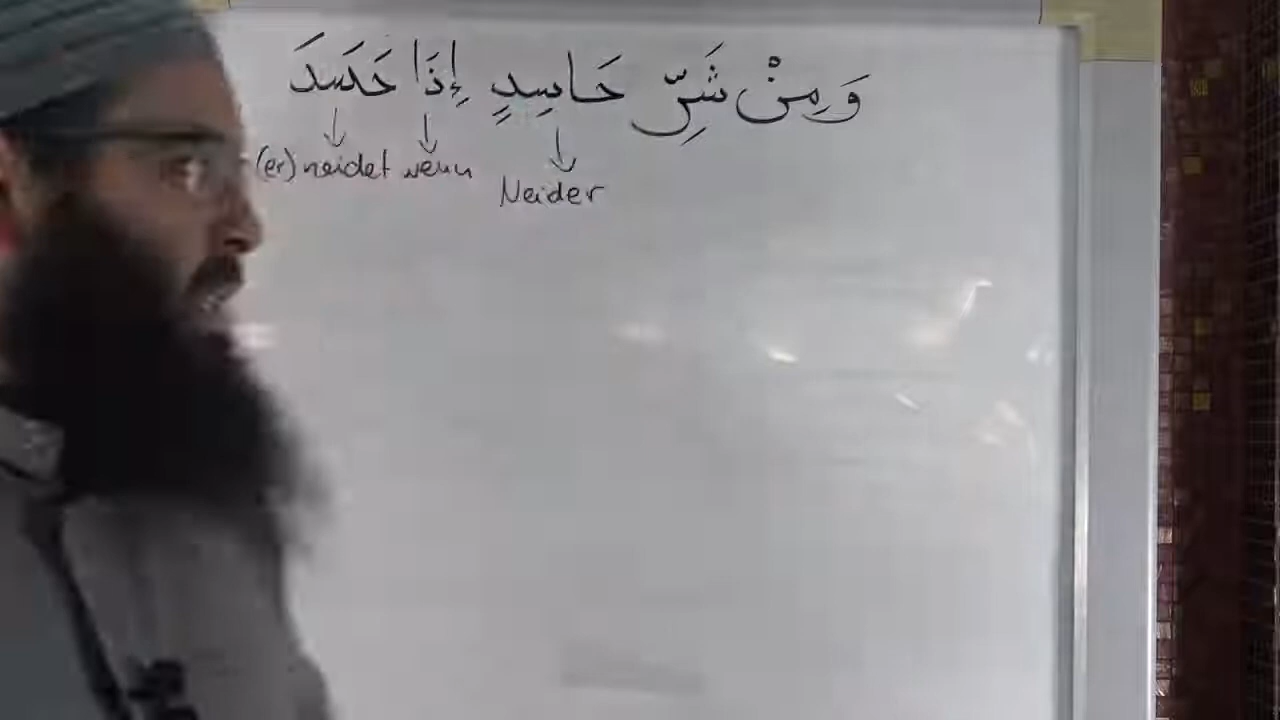 وَمِنْ شَرِّ حَاسِدٍ إِذَا حَسَدَ
(er) neidet wenn
Neider